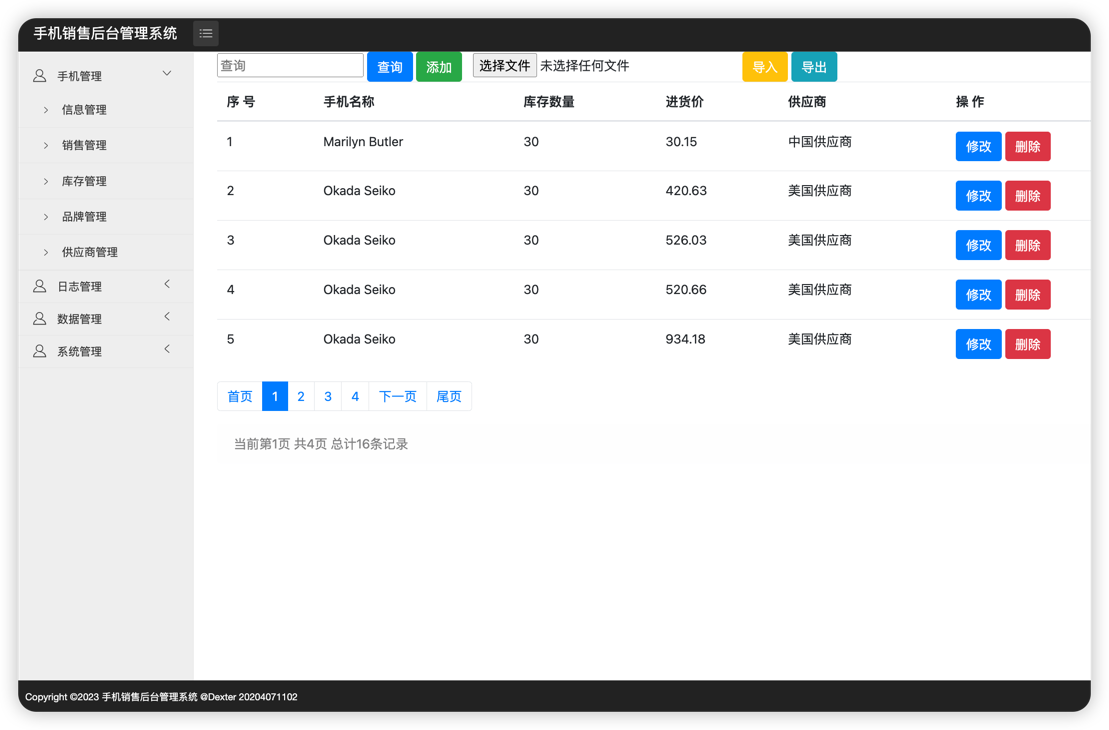 手机销售后台管理系统
手机管理
信息管理
销售管理
库存管理
品牌管理
供应商管理
日志管理
数据管理
系统管理
查询 查询 添加 选择文件 未选择任何文件 导入 导出
序 号 手机名称 库存数量 进货价 供应商 操 作
1 Marilyn Butler 30 30.15 中国供应商 修改 删除
2 Okada Seiko 30 420.63 美国供应商 修改 删除
3 Okada Seiko 30 526.03 美国供应商 修改 删除
4 Okada Seiko 30 520.66 美国供应商 修改 删除
5 Okada Seiko 30 934.18 美国供应商 修改 删除
首页 1 2 3 4 下一页 尾页
当前第1页 共4页 总计16条记录
Copyright ©2023 手机销售后台管理系统 @Dexter 20204071102